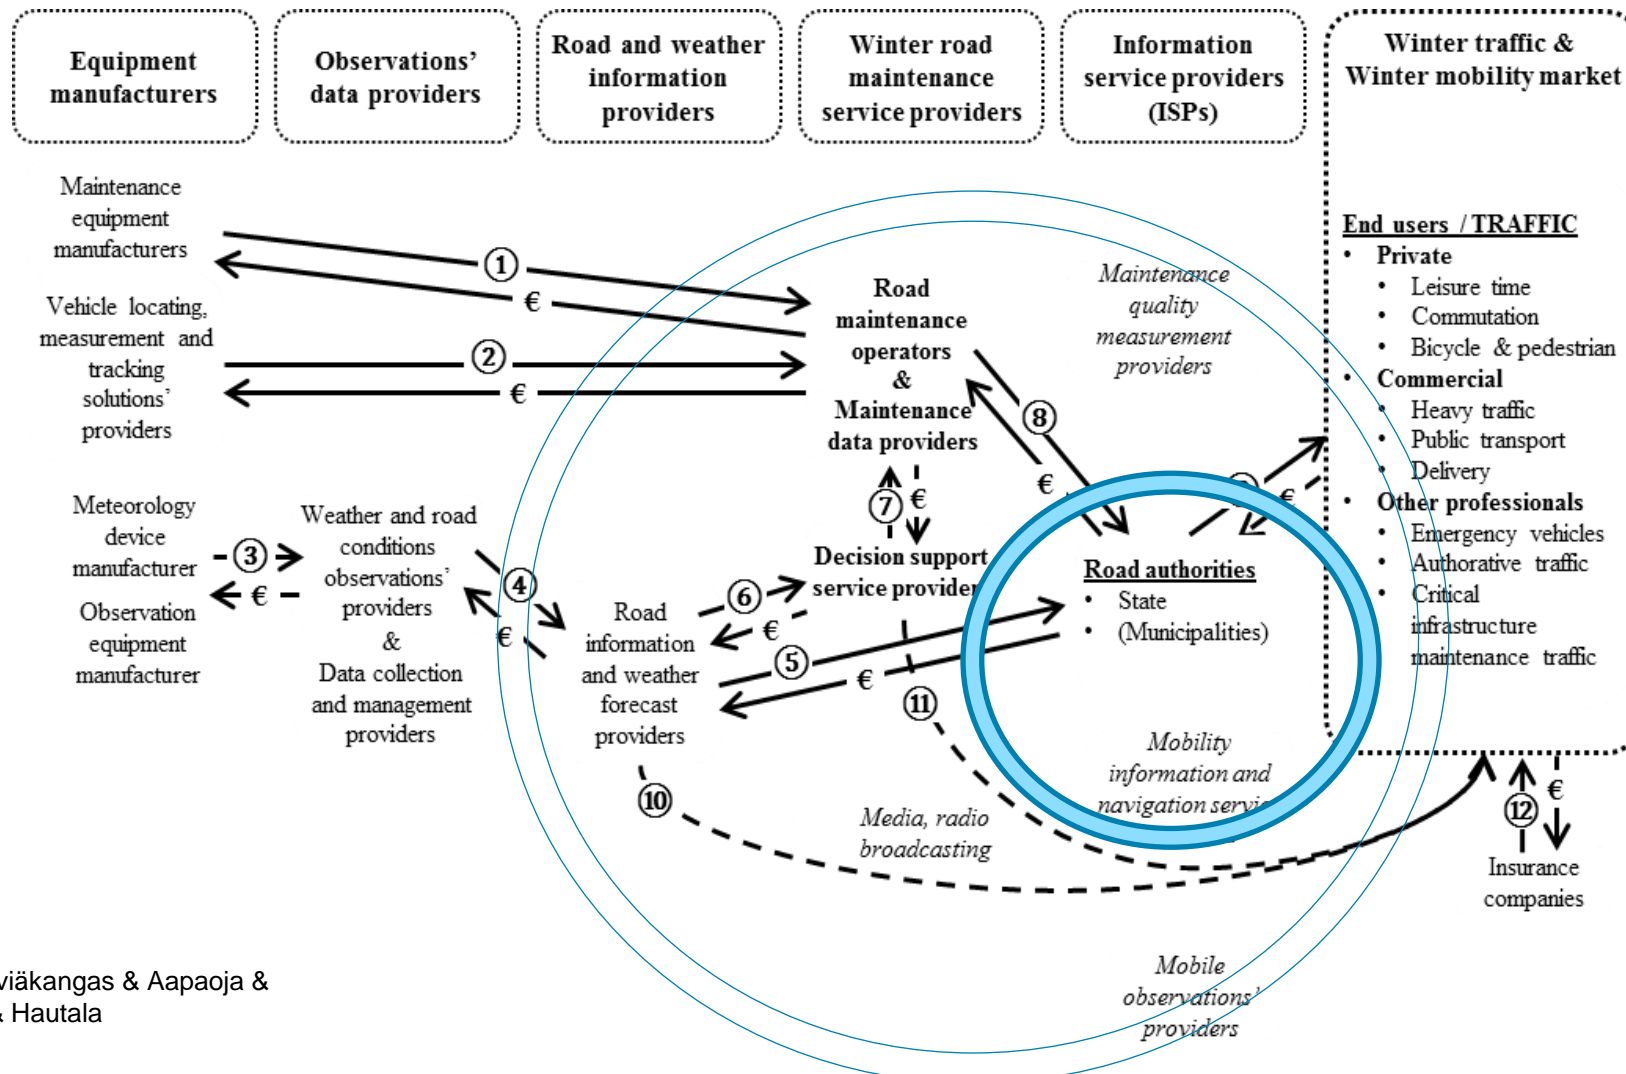 Equipment
manufacturers
Observations'
data providers
Road and weather
information
providers
Winter road
maintenance
service providers
Information
service providers
(ISPs)
Winter traffic &
Winter mobility market
Maintenance
equipment
manufacturers
Vehicle locating,
measurement and
tracking
solutions'
providers
Meteorology
device
manufacturer
Observation
equipment
manufacturer
Weather and road
conditions
observations'
providers
&
Data collection
and management
providers
Road
information
and weather
forecast
providers
Road
maintenance
operators
&
Maintenance
data providers
Decision support
service provider
Maintenance
quality
measurement
providers
Road authorities
• State
• (Municipalities)
Mobility
information and
navigation servic
Media, radio
broadcasting
Mobile
observations'
providers
End users / TRAFFIC
• Private
• Leisure time
• Commutation
• Bicycle & pedestrian
• Commercial
• Heavy traffic
• Public transport
• Delivery
• Other professionals
• Emergency vehicles
• Authorative traffic
• Critical
infrastructure
maintenance traffic
Insurance
companies
1
€
2
€
3
€
4
€
5
€
6
€
7
€
8
€
€
10
11
12
€
viäkangas & Aapaoja &
& Hautala